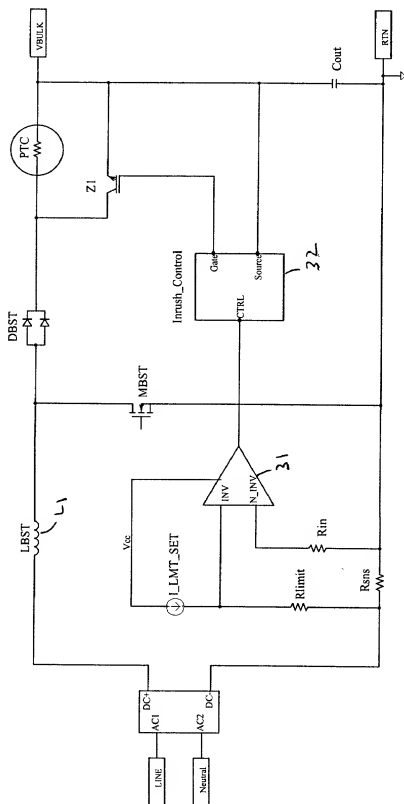 VBULK
RTN
PTC
Cout
Z1
DBST
Inrush_Control
Gate
Source
CTRL
32
MBST
LBST
L1
Vcc
INV
N_INV
31
I_LMT_SET
Rin
Rlimit
Rsns
DC+
DC-
AC1
AC2
LINE
Neutral